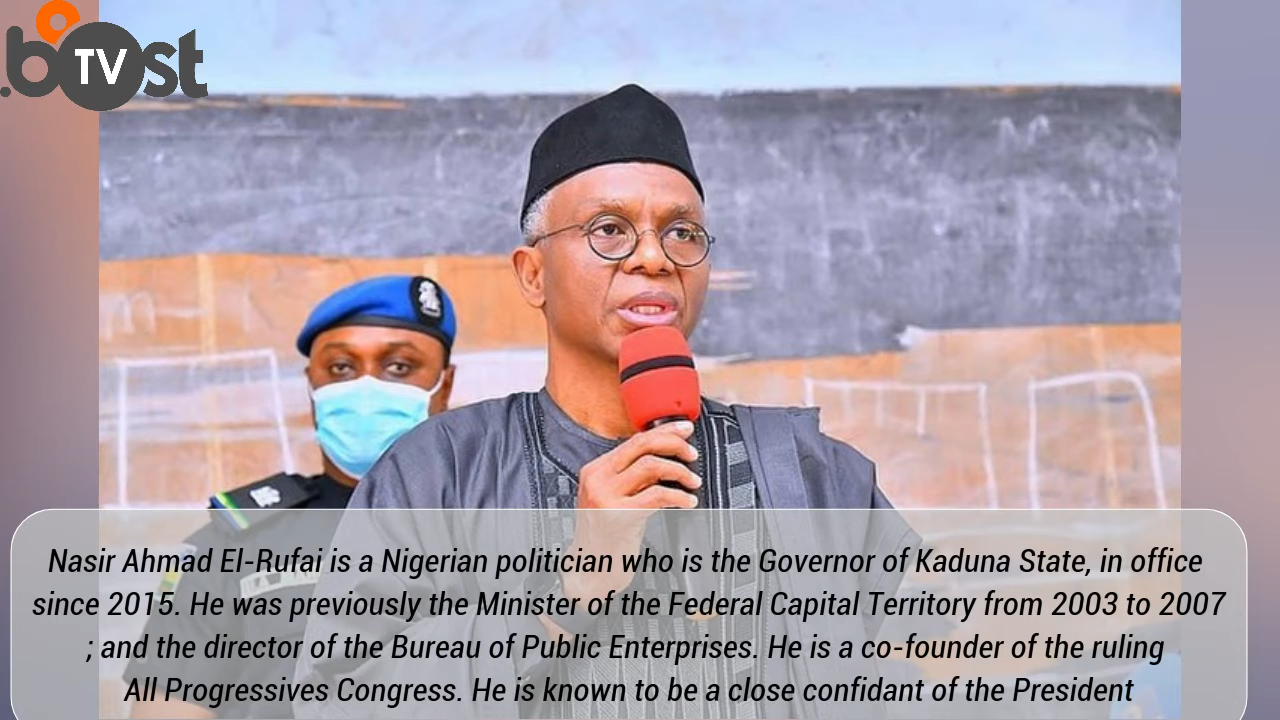 .bost
TV
Nasir Ahmad El-Rufai is a Nigerian politician who is the Governor of Kaduna State, in office
since 2015. He was previously the Minister of the Federal Capital Territory from 2003 to 2007
; and the director of the Bureau of Public Enterprises. He is a co-founder of the ruling
All Progressives Congress. He is known to be a close confidant of the President